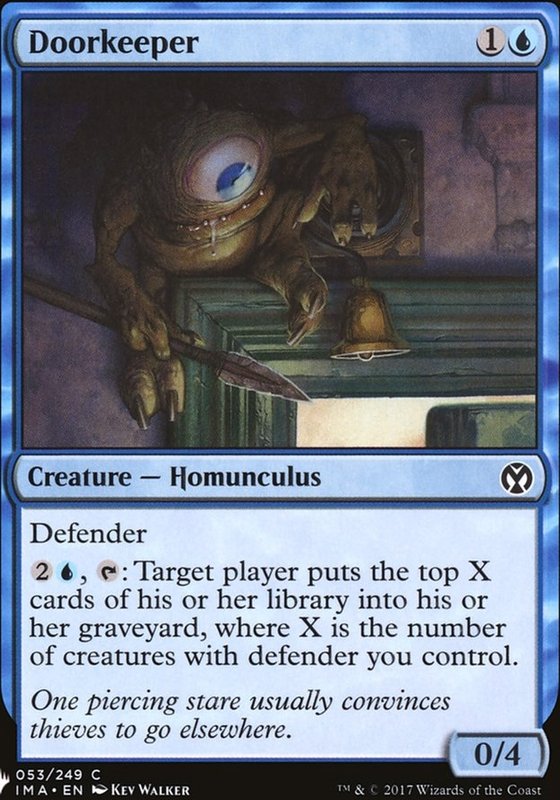 Doorkeeper 1
Creature — Homunculus
Defender
2, : Target player puts the top X
cards of his or her library into his or
her graveyard, where X is the number
of creatures with defender you control.
One piercing stare usually convinces
thieves to go elsewhere.
0/4
053/249 C
IMA • EN Kev Walker
™ & © 2017 Wizards of the Coast